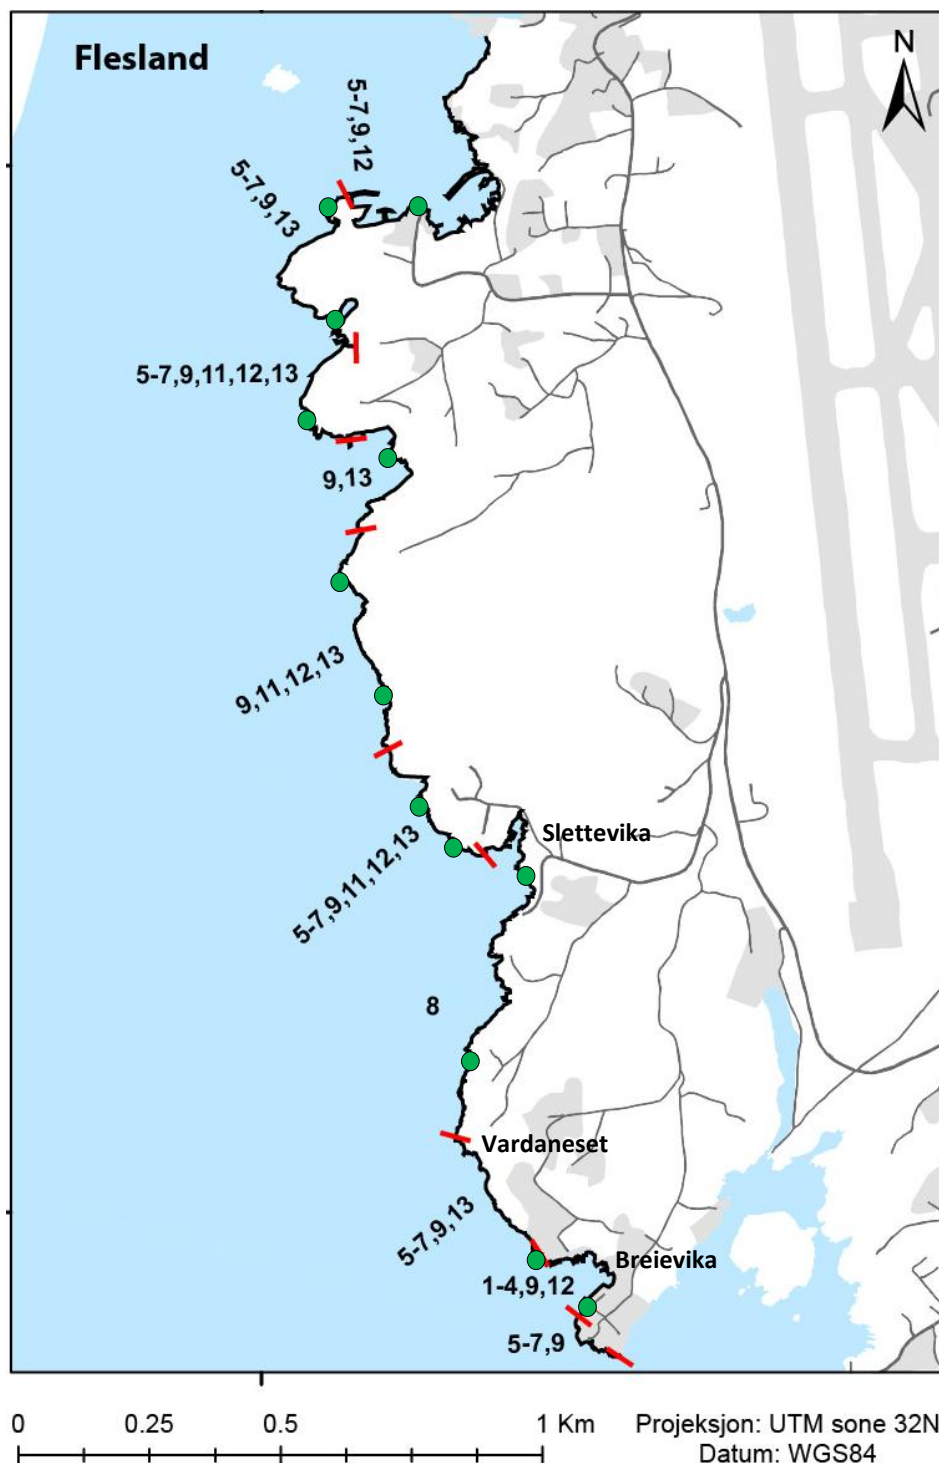 Flesland
N
5-7,9,12
5-7,9,13
5-7,9,11,12,13
9,13
9,11,12,13
Slettevika
5-7,9,11,12,13
8
Vardaneset
5-7,9,13
Breievika
1-4,9,12
5-7,9
0 0.25 0.5 1 Km Projeksjon: UTM sone 32N
Datum: WGS84